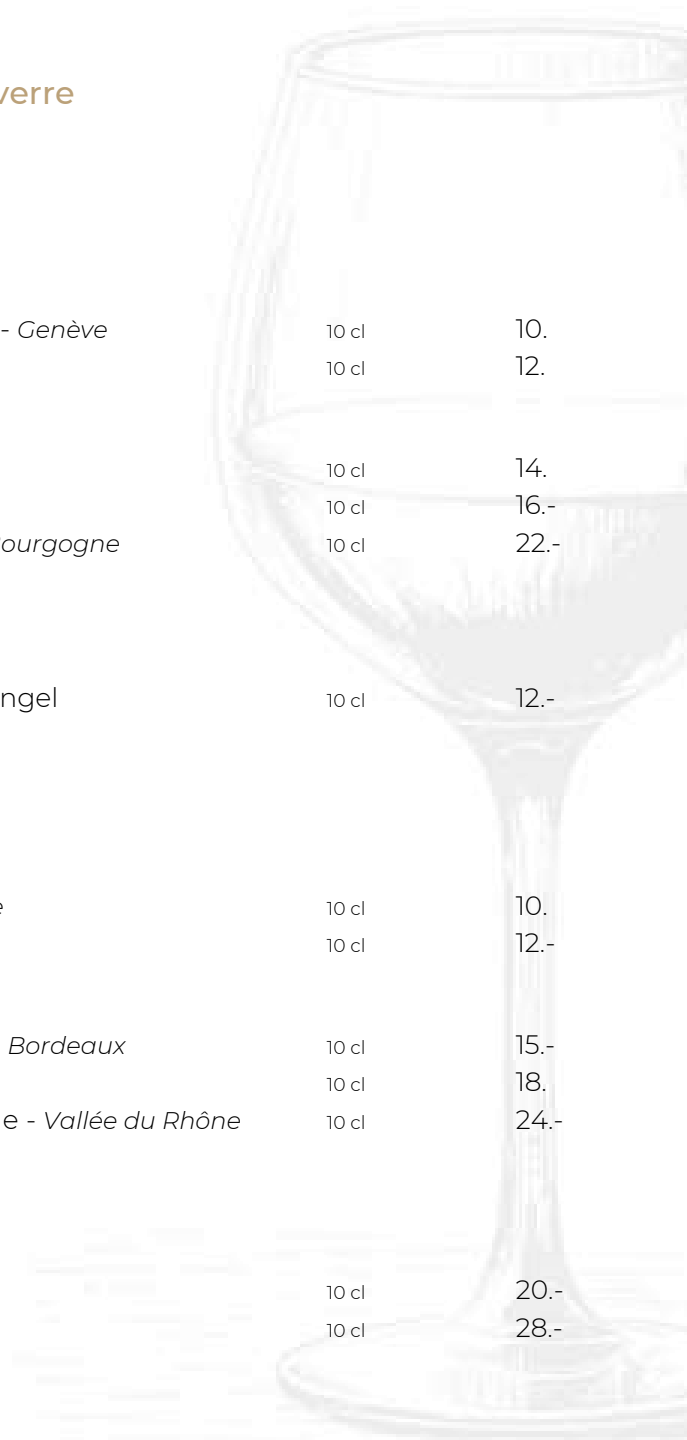 verre
- Genève 10 cl 10.
10 cl 12.
10 cl 14.
10 cl 16.-
ourgogne 10 cl 22.-
ngel 10 cl 12.-
e 10 cl 10.
10 cl 12.-
Bordeaux 10 cl 15.-
10 cl 18.
e - Vallée du Rhône 10 cl 24.-
10 cl 20.-
10 cl 28.-